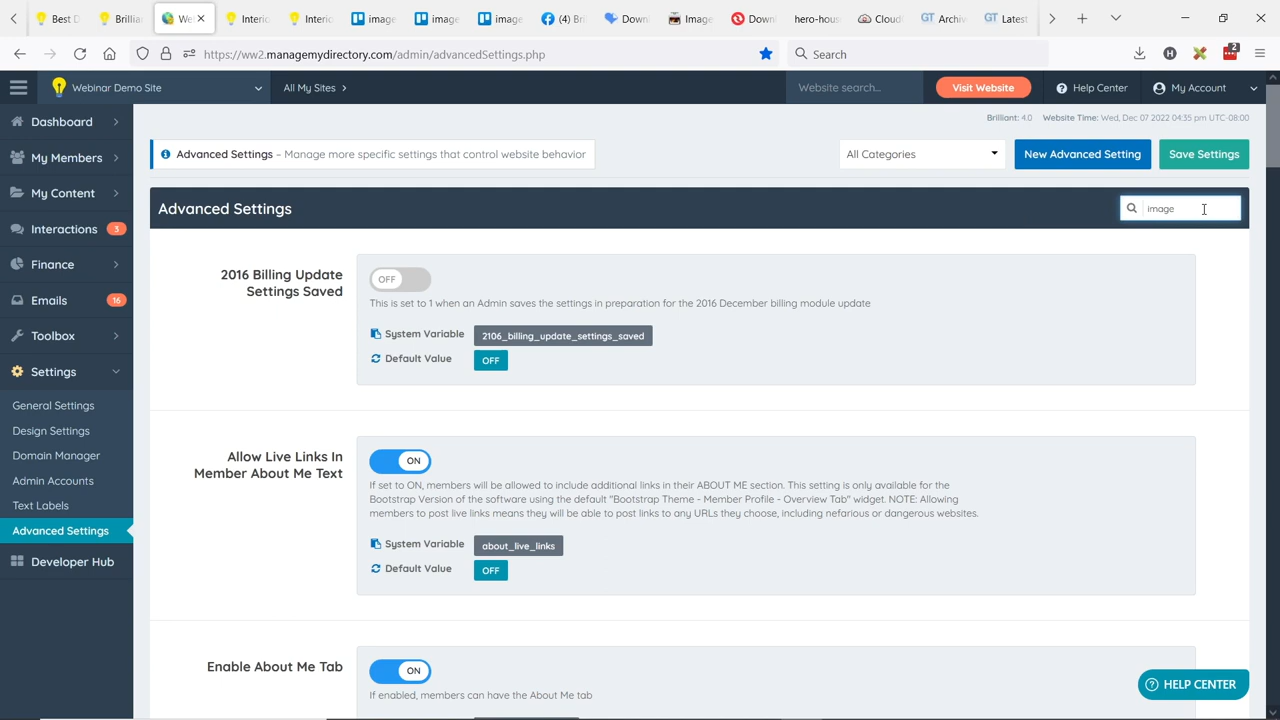 Best D
Brillia
We
Interio
Interio
image
image
image
(4) Bri
Down
Image
Down
hero-hous
Cloud
GT Archiv
GT Latest
https://ww2.managemydirectory.com/admin/advancedSettings.php
Search
2
Webinar Demo Site
All My Sites
Website search...
Visit Website
Help Center
My Account
Brilliant: 4.0 Website Time: Wed, Dec 07 2022 04:35 pm UTC-08:00
Dashboard
My Members
My Content
Interactions 3
Finance
Emails 16
Toolbox
Settings
General Settings
Design Settings
Domain Manager
Admin Accounts
Text Labels
Advanced Settings
Developer Hub
Advanced Settings - Manage more specific settings that control website behavior
All Categories
New Advanced Setting
Save Settings
Advanced Settings
image
2016 Billing Update
Settings Saved
OFF
This is set to 1 when an Admin saves the settings in preparation for the 2016 December billing module update
System Variable 2106_billing_update_settings_saved
Default Value OFF
Allow Live Links In
Member About Me Text
ON
If set to ON, members will be allowed to include additional links in their ABOUT ME section. This setting is only available for the
Bootstrap Version of the software using the default "Bootstrap Theme - Member Profile - Overview Tab" widget. NOTE: Allowing
members to post live links means they will be able to post links to any URLs they choose, including nefarious or dangerous websites.
System Variable about_live_links
Default Value OFF
Enable About Me Tab
ON
If enabled, members can have the About Me tab
HELP CENTER